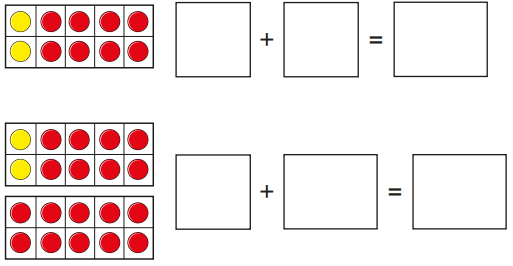 + =
+ =